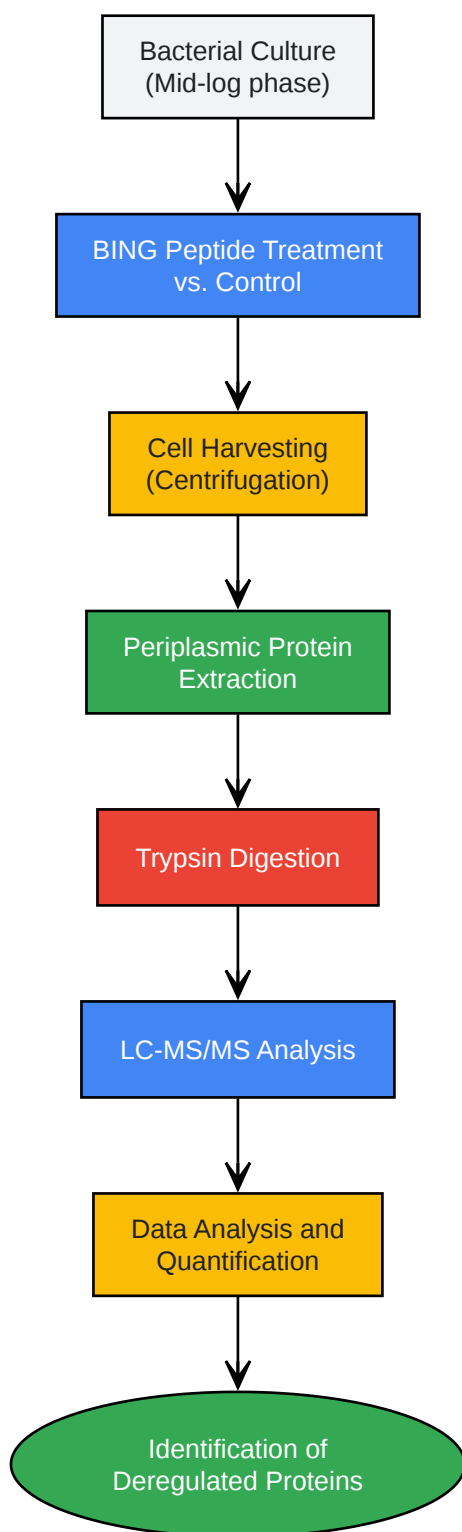 Bacterial Culture
(Mid-log phase)
BING Peptide Treatment
vs. Control
Cell Harvesting
(Centrifugation)
Periplasmic Protein
Extraction
Trypsin Digestion
LC-MS/MS Analysis
Data Analysis and
Quantification
Identification of
Deregulated Proteins